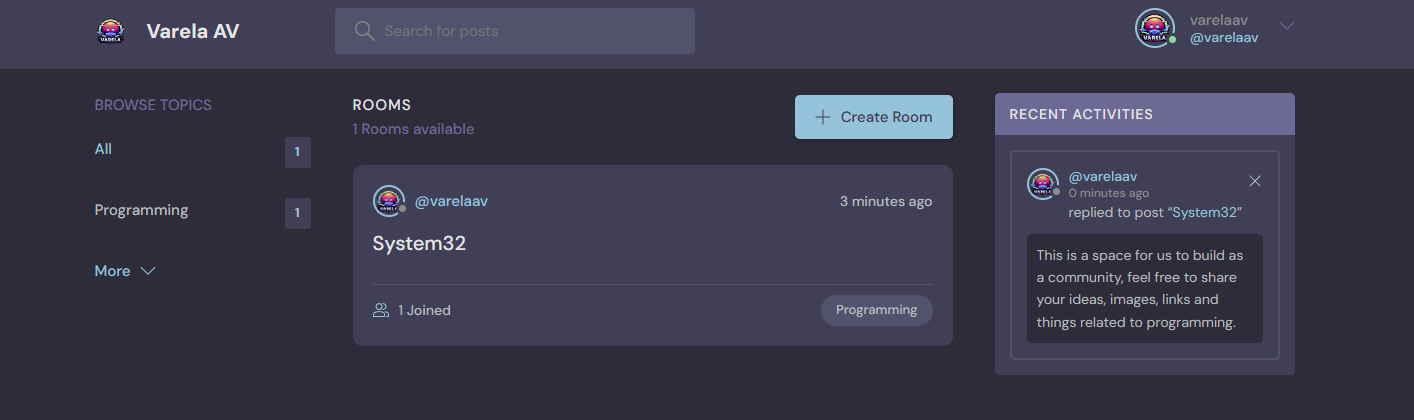 Varela AV
Search for posts
varelaav
@varelaav
BROWSE TOPICS
All
1
Programming
1
More
ROOMS
1 Rooms available
Create Room
@varelaav
3 minutes ago
System32
1 Joined
Programming
RECENT ACTIVITIES
@varelaav
0 minutes ago
replied to post “System32”
This is a space for us to build as
a community, feel free to share
your ideas, images, links and
things related to programming.